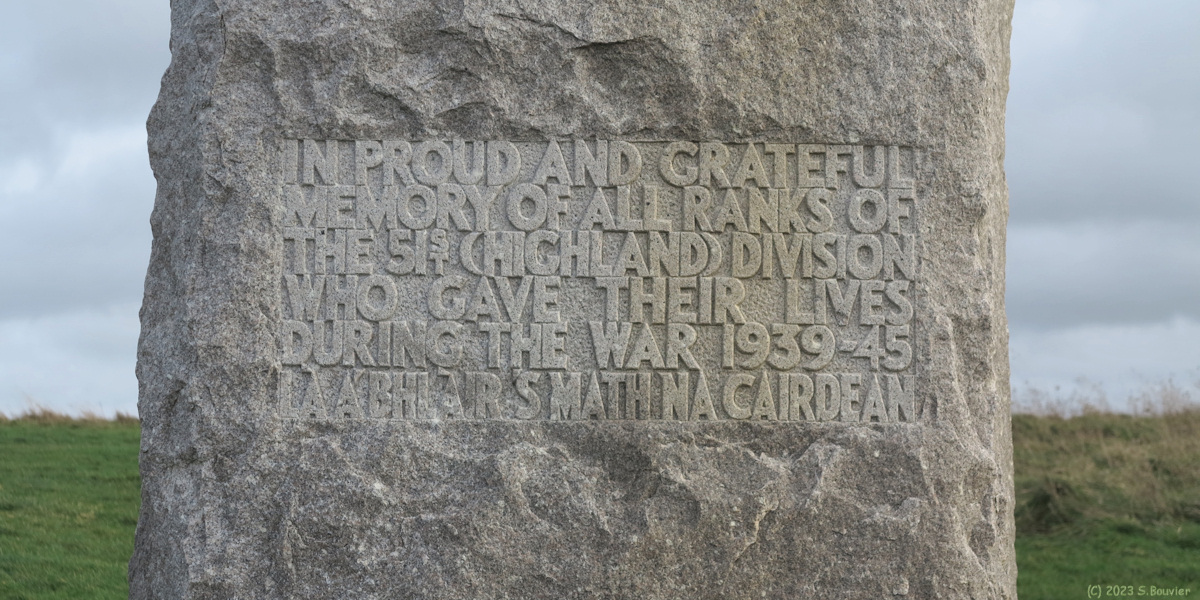 IN PROUD AND GRATEFUL
MEMORY OF ALL RANKS OF
THE 51ST (HIGHLAND) DIVISION
WHO GAVE THEIR LIVES
DURING THE WAR 1939-45
LA A'BHLAIR S MATH NA CAIRDEAN
(C) 2023 S.Bouvier